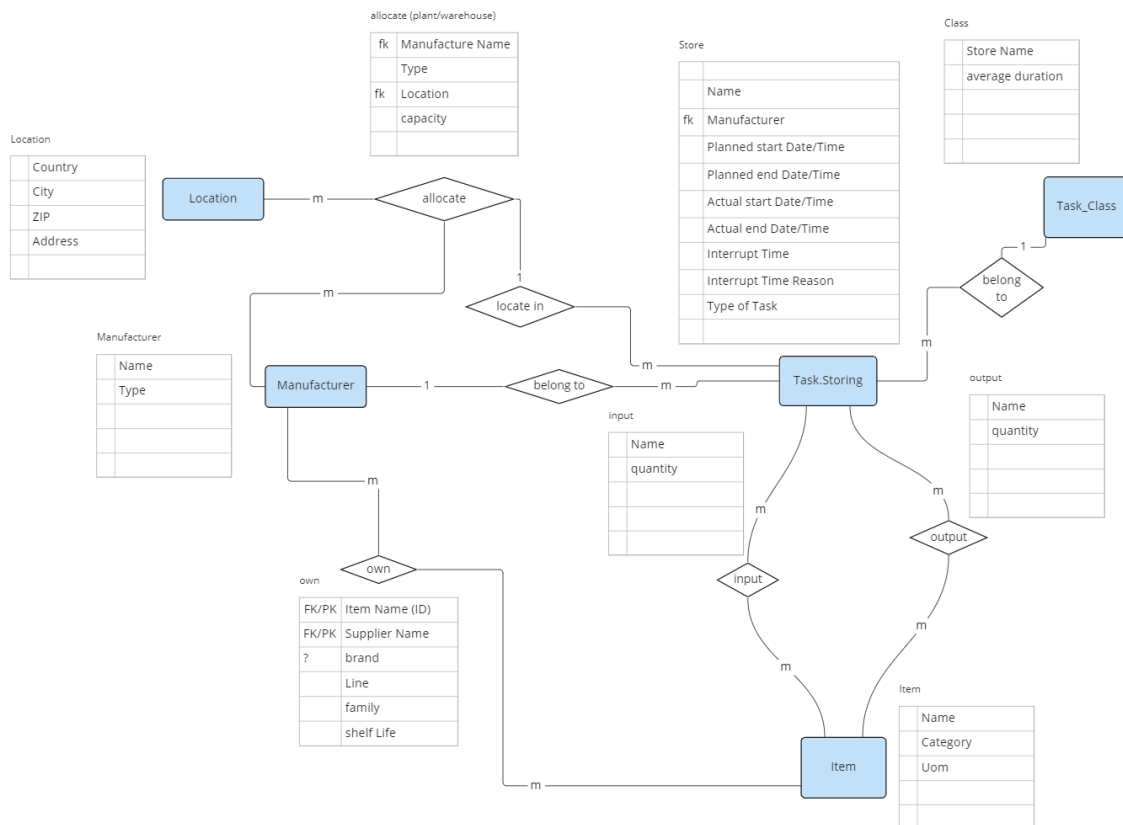 allocate (plant/warehouse)
fk Manufacture Name
Type
fk Location
capacity
Class
Store Name
average duration
Store
Name
fk Manufacturer
Planned start Date/Time
Planned end Date/Time
Actual start Date/Time
Actual end Date/Time
Interrupt Time
Interrupt Time Reason
Type of Task
Location
Country
City
ZIP
Address
Location
m
allocate
Task_Class
1
belong
to
m
1
m
locate in
m
Manufacturer
Name
Type
Manufacturer
1
belong to
m
Task.Storing
output
Name
quantity
input
Name
quantity
m
m
m
output
own
input
own
FK/PK Item Name (ID)
FK/PK Supplier Name
? brand
Line
family
shelf Life
m
m
Item
Name
Category
Uom
Item
m